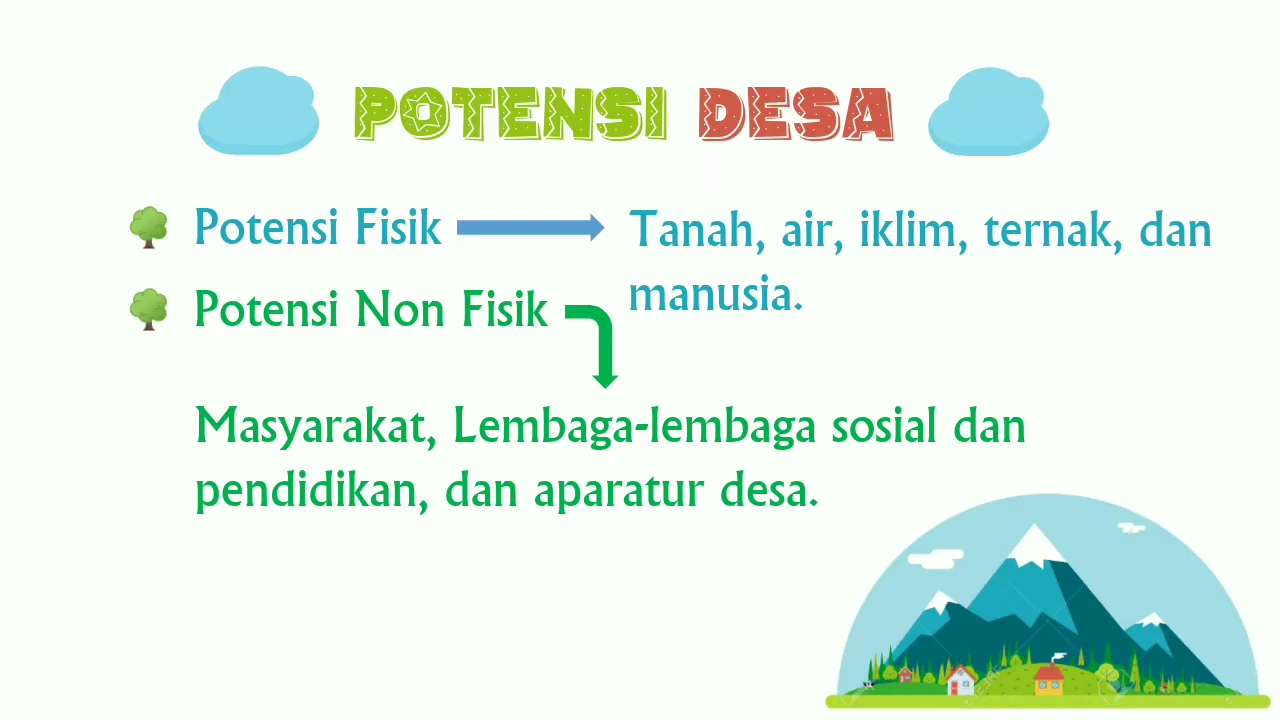 POTENSI DESA
Potensi Fisik
Tanah, air, iklim, ternak, dan
manusia.
Potensi Non Fisik
Masyarakat, Lembaga-lembaga sosial dan
pendidikan, dan aparatur desa.